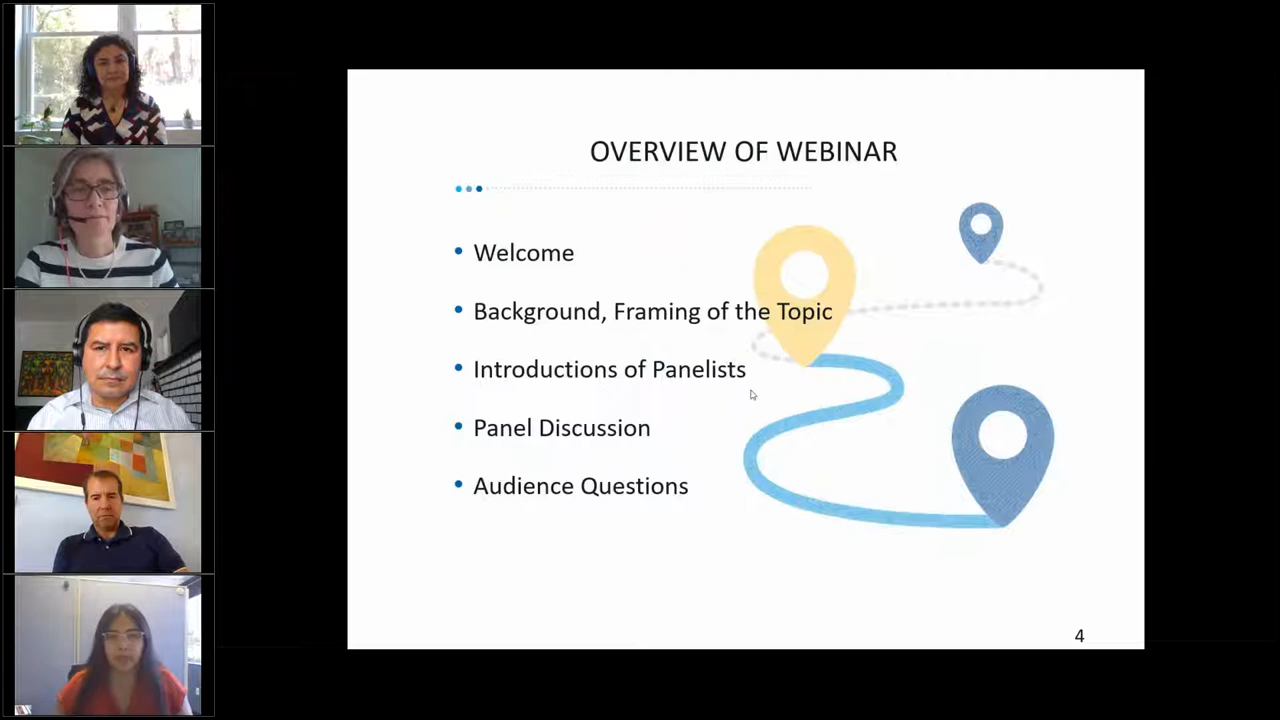 OVERVIEW OF WEBINAR
• Welcome
• Background, Framing of the Topic
• Introductions of Panelists
• Panel Discussion
• Audience Questions
4